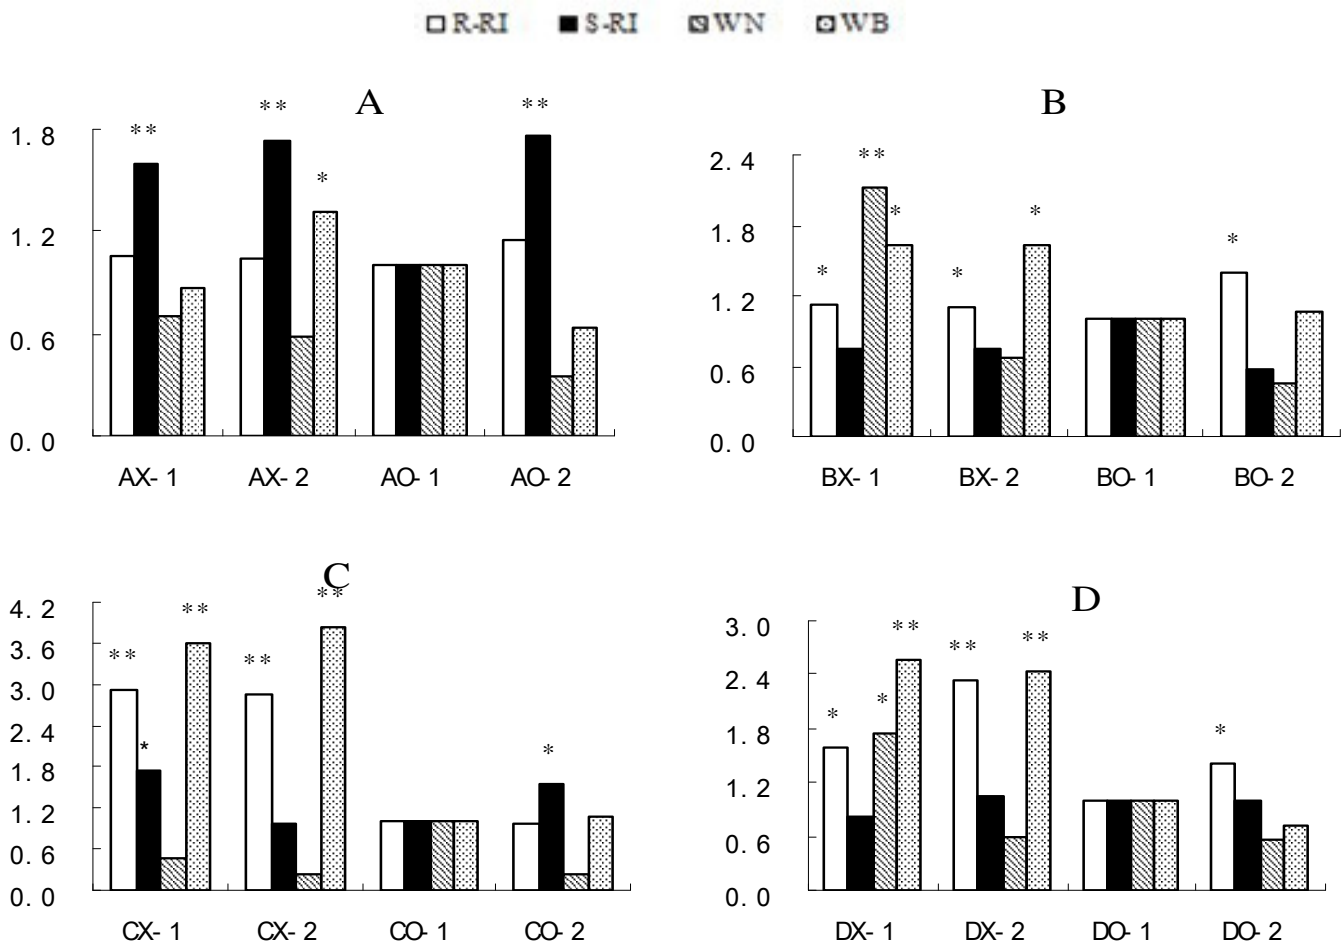 R-RI S-RI WN WB
A
** ** ** *
1.8
1.2
0.6
0.0
AX-1 AX-2 AO-1 AO-2
B
** * * * * *
2.4
1.8
1.2
0.6
0.0
BX-1 BX-2 BO-1 BO-2
C
** ** ** ** * *
4.2
3.6
3.0
2.4
1.8
1.2
0.6
0.0
CX-1 CX-2 CO-1 CO-2
D
** ** ** * * *
3.0
2.4
1.8
1.2
0.6
0.0
DX-1 DX-2 DO-1 DO-2